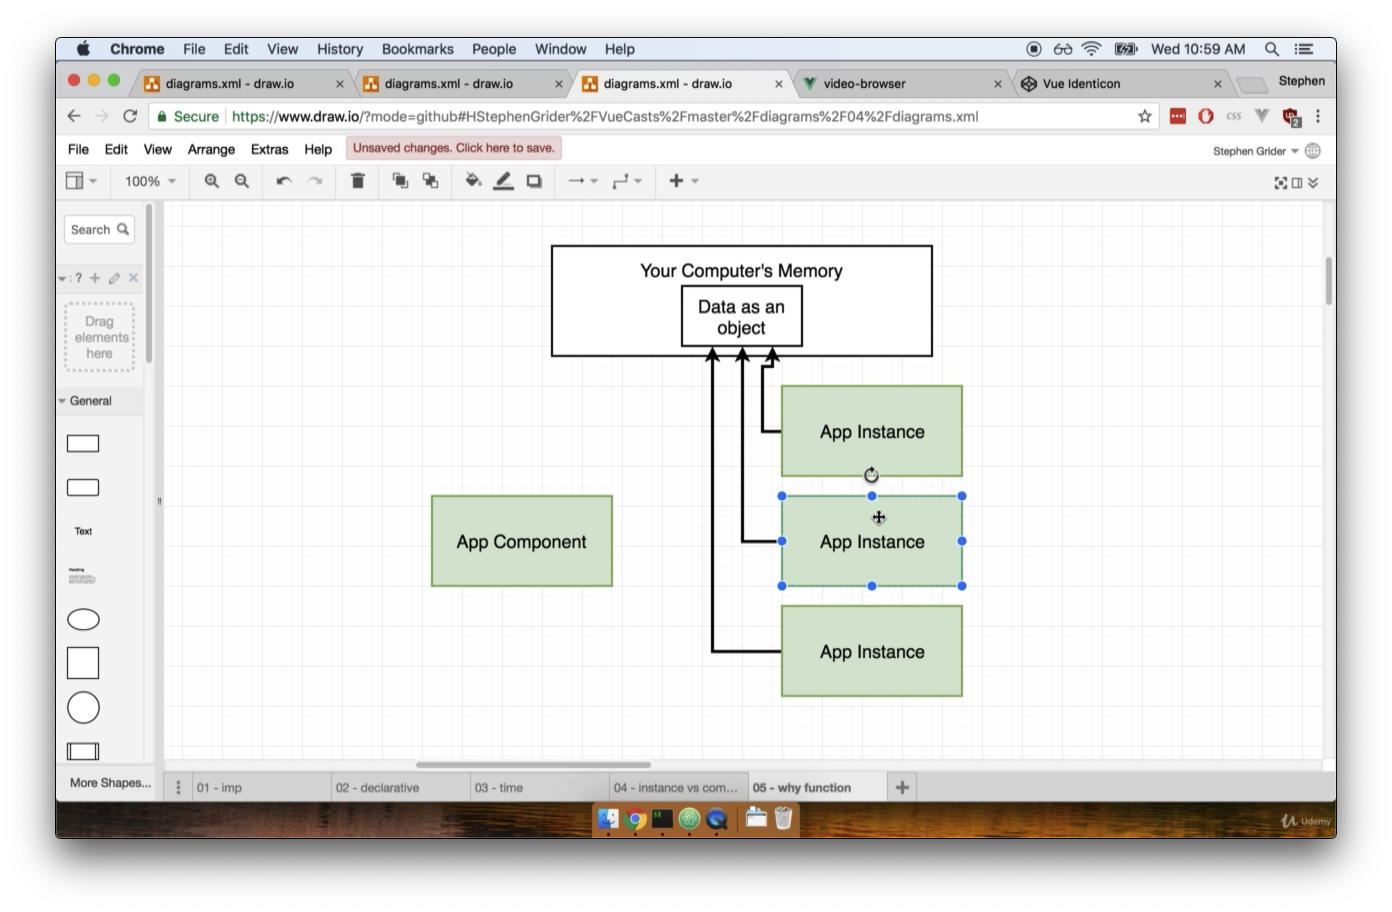 Chrome File Edit View History Bookmarks People Window Help Wed 10:59 AM
diagrams.xml - draw.io diagrams.xml - draw.io diagrams.xml - draw.io video-browser Vue Identicon Stephen
Secure https://www.draw.io/?mode=github#HStephenGrider%2FVueCasts%2Fmaster%2Fdiagrams%2F04%2Fdiagrams.xml css 2
File Edit View Arrange Extras Help Unsaved changes. Click here to save. Stephen Grider
100%
Search
: ?
Drag
elements
here
General
Text
Heading
More Shapes...
Your Computer's Memory
Data as an
object
App Instance
App Component
App Instance
App Instance
01 - imp 02 - declarative 03 - time 04 - instance vs com... 05 - why function
Udemy